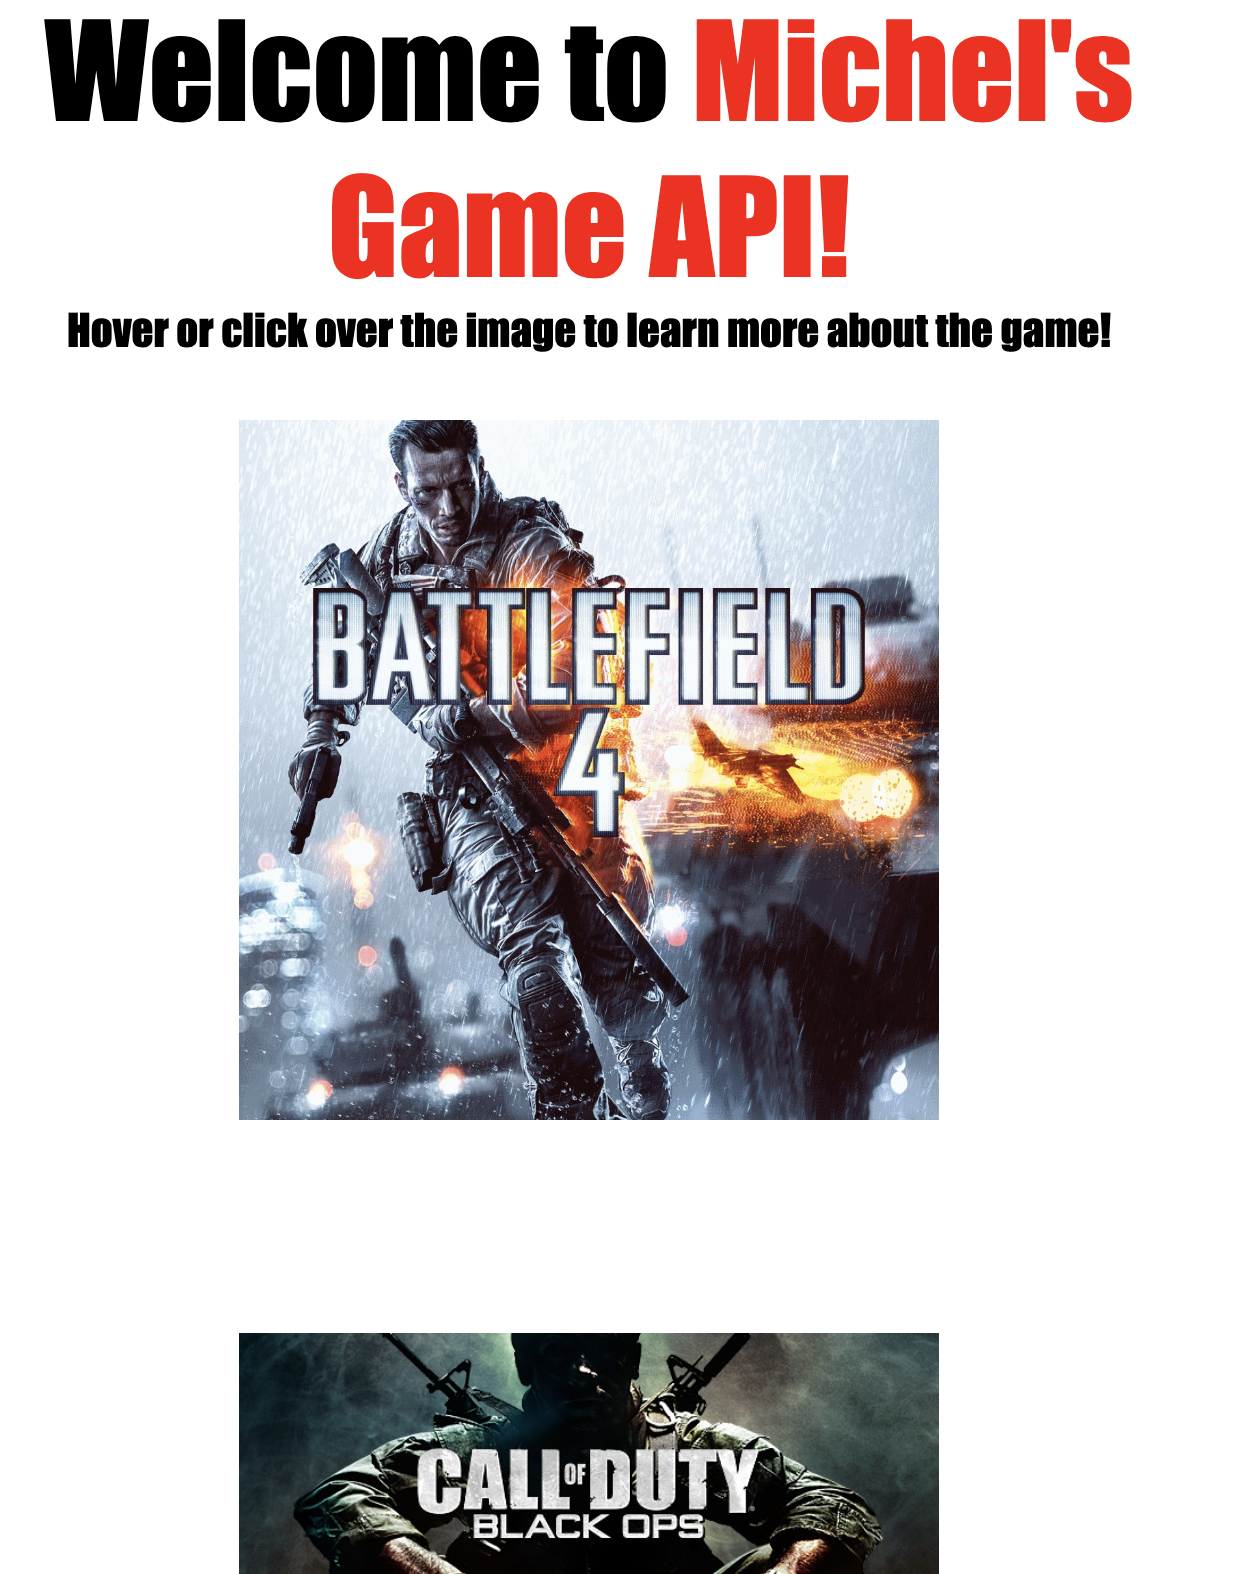 Welcome to Michel's
Game API!
Hover or click over the image to learn more about the game!
BATTLEFIELD
4
CALL OF DUTY
BLACK OPS